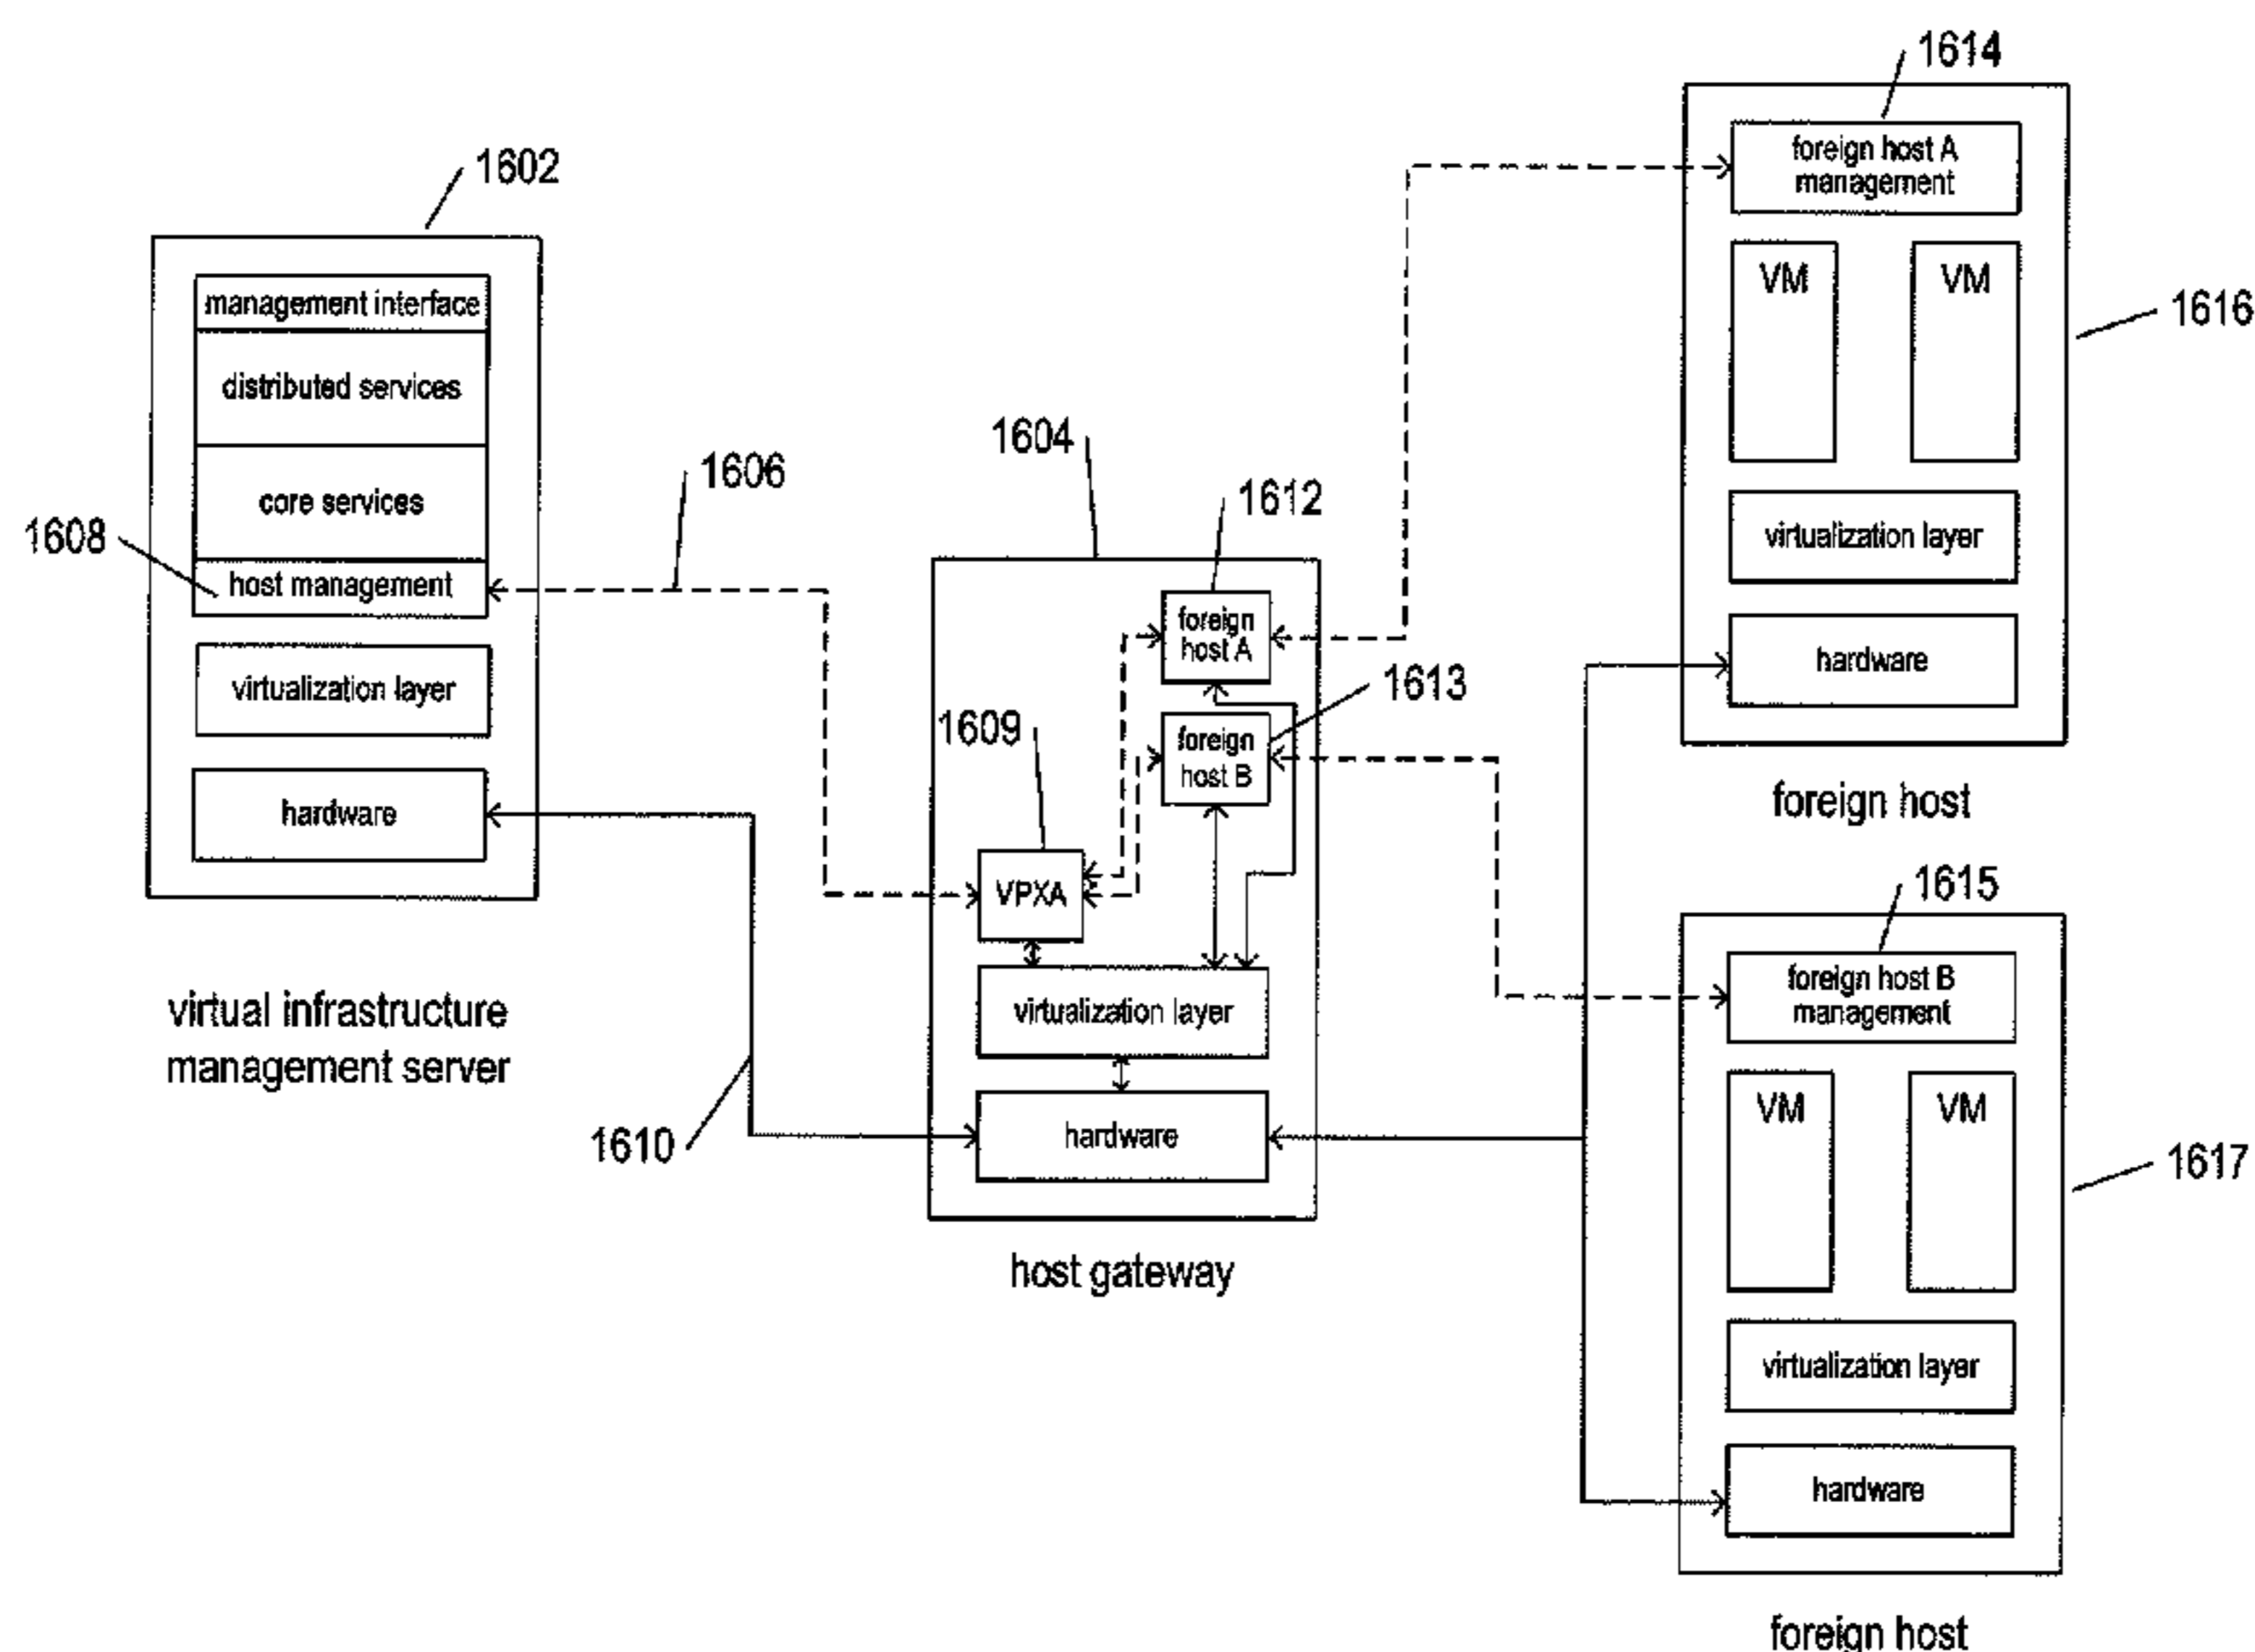 1602
management interface
distributed services
core services
1608
host management
virtualization layer
hardware
virtual infrastructure
management server
1606
1610
1604
1612
foreign
host A
1613
foreign
host B
1609
VPXA
virtualization layer
hardware
host gateway
1614
foreign host A
management
VM
VM
1616
virtualization layer
hardware
foreign host
1615
foreign host B
management
VM
VM
1617
virtualization layer
hardware
foreign host